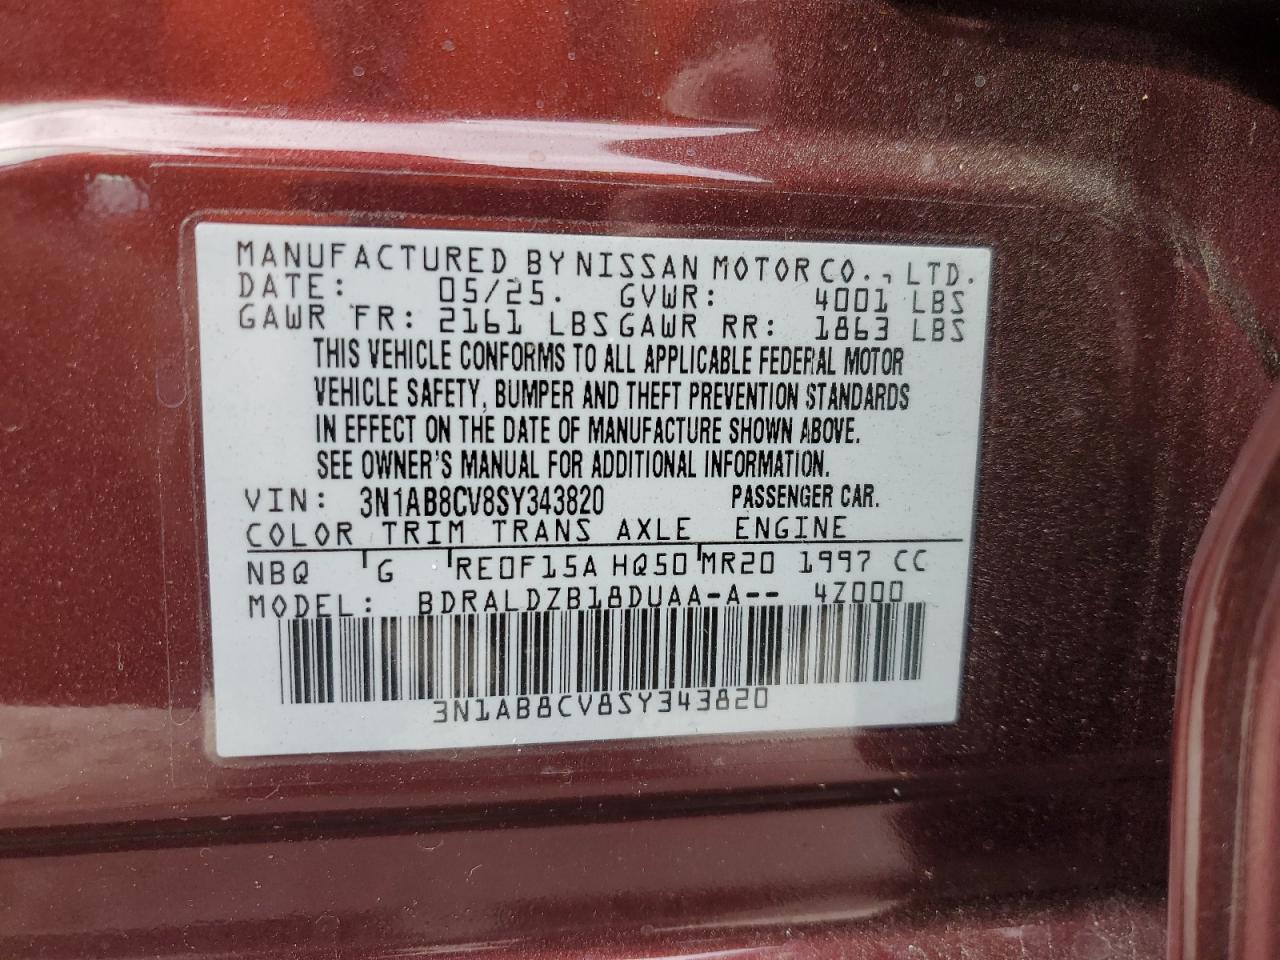 MANUFACTURED BY NISSAN MOTOR CO., LTD.
DATE: 05/25. GVWR: 4001 LBS
GAWR FR: 2161 LBS GAWR RR: 1863 LBS
THIS VEHICLE CONFORMS TO ALL APPLICABLE FEDERAL MOTOR
VEHICLE SAFETY, BUMPER AND THEFT PREVENTION STANDARDS
IN EFFECT ON THE DATE OF MANUFACTURE SHOWN ABOVE.
SEE OWNER'S MANUAL FOR ADDITIONAL INFORMATION.
VIN: 3N1AB8CV8SY343820 PASSENGER CAR.
COLOR TRIM TRANS AXLE ENGINE
NBQ G RE0F15A HQ50 MR20 1997 CC
MODEL: BDRALDZB18DUAA-A-- 4Z000
3N1AB8CV8SY343820